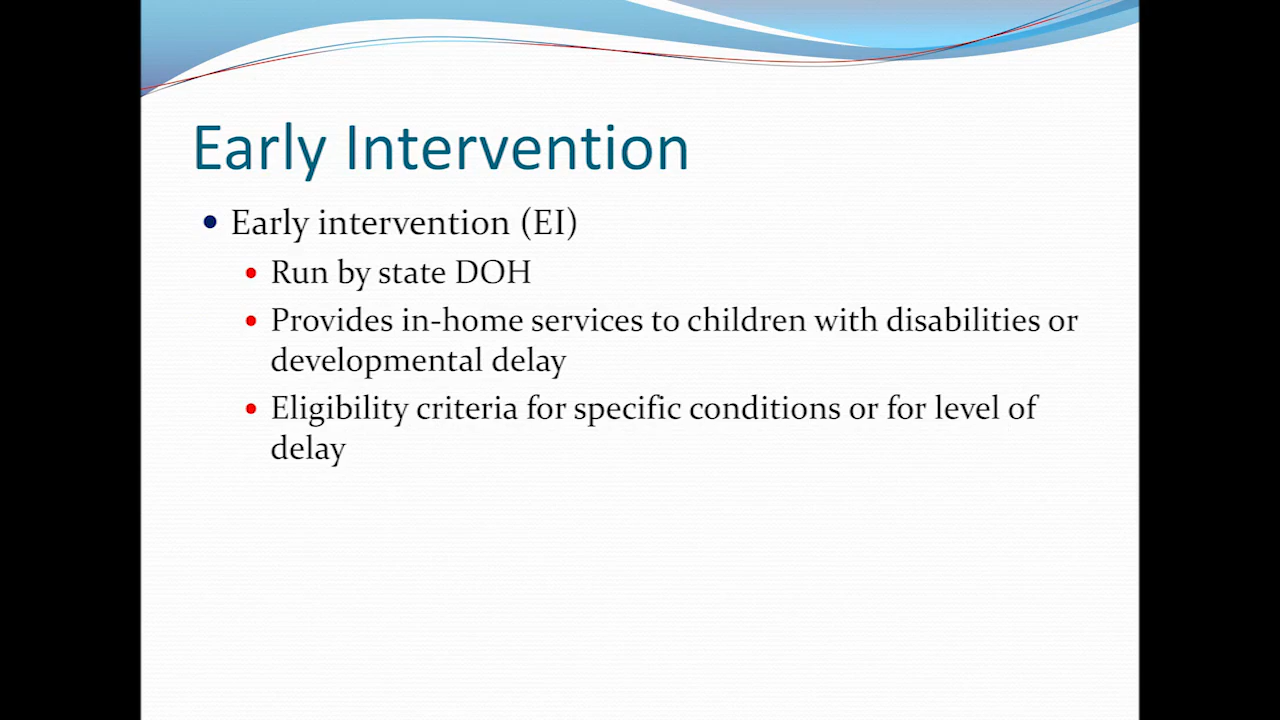 Early Intervention
Early intervention (EI)
Run by state DOH
Provides in-home services to children with disabilities or
developmental delay
Eligibility criteria for specific conditions or for level of
delay